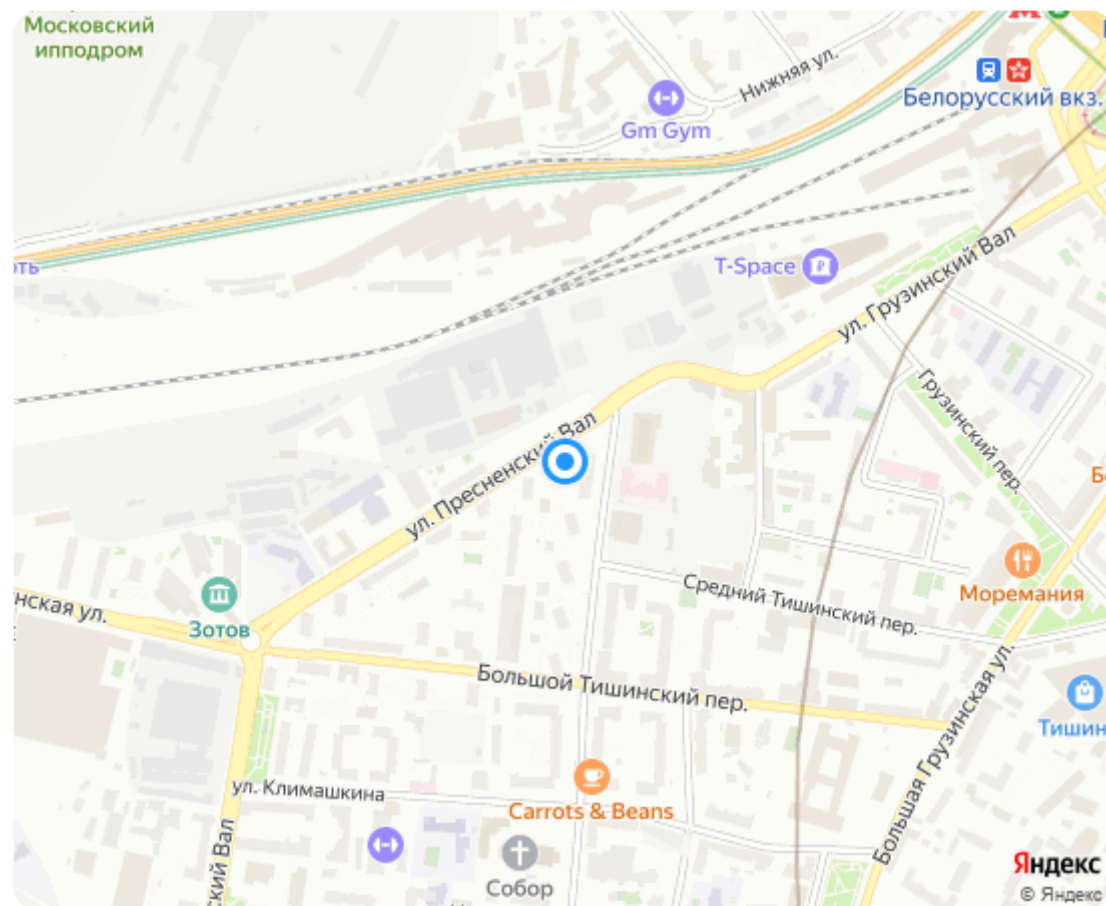 Московский
ипподром
Нижняя ул.
Белорусский вкз.
Gm Gym
T-Space
ул. Грузинский Вал
Грузинский пер.
ул. Пресненский Вал
Моремания
Средний Тишинский пер.
Зотов
Большой Тишинский пер.
Большая Грузинская ул.
ул. Климашкина
Carrots & Beans
Собор
Яндекс
© Яндекс